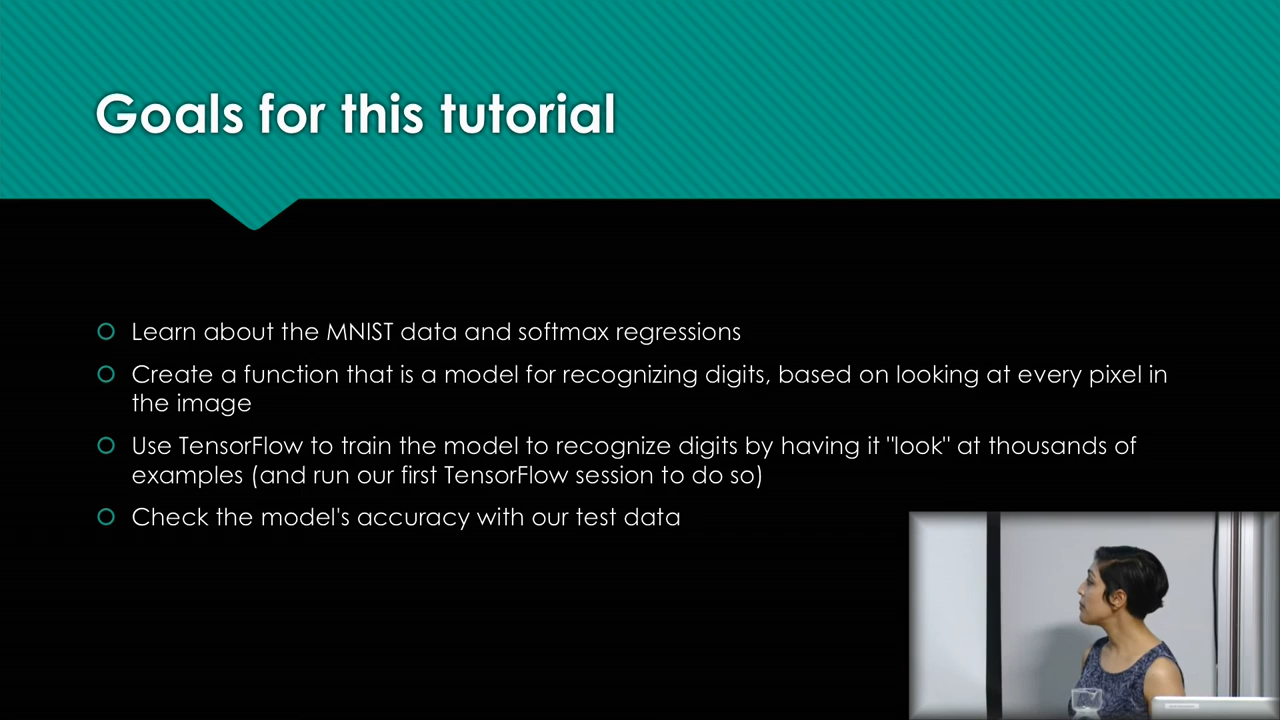 Goals for this tutorial
Learn about the MNIST data and softmax regressions
Create a function that is a model for recognizing digits, based on looking at every pixel in
the image
Use TensorFlow to train the model to recognize digits by having it "look" at thousands of
examples (and run our first TensorFlow session to do so)
Check the model's accuracy with our test data